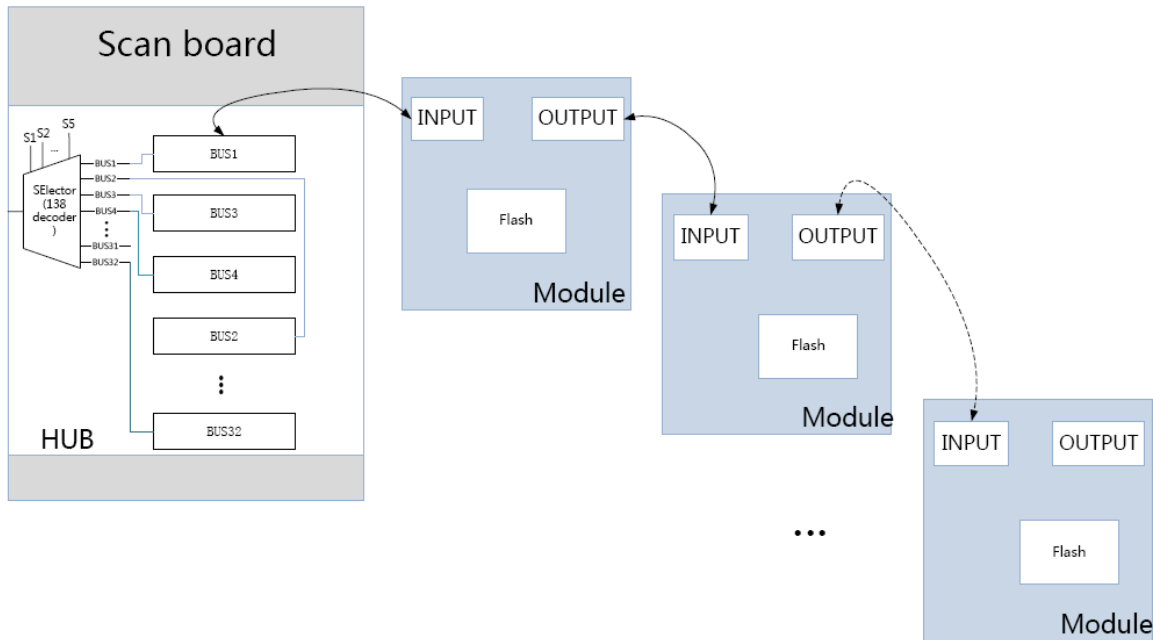 Scan board
S1
S2
...
S5
SElector
(138
decoder
)
BUS1
BUS2
BUS3
BUS4
BUS31
BUS32
BUS1
BUS3
BUS4
BUS2
BUS32
HUB
INPUT
OUTPUT
Flash
Module
INPUT
OUTPUT
Flash
Module
INPUT
OUTPUT
Flash
Module
...